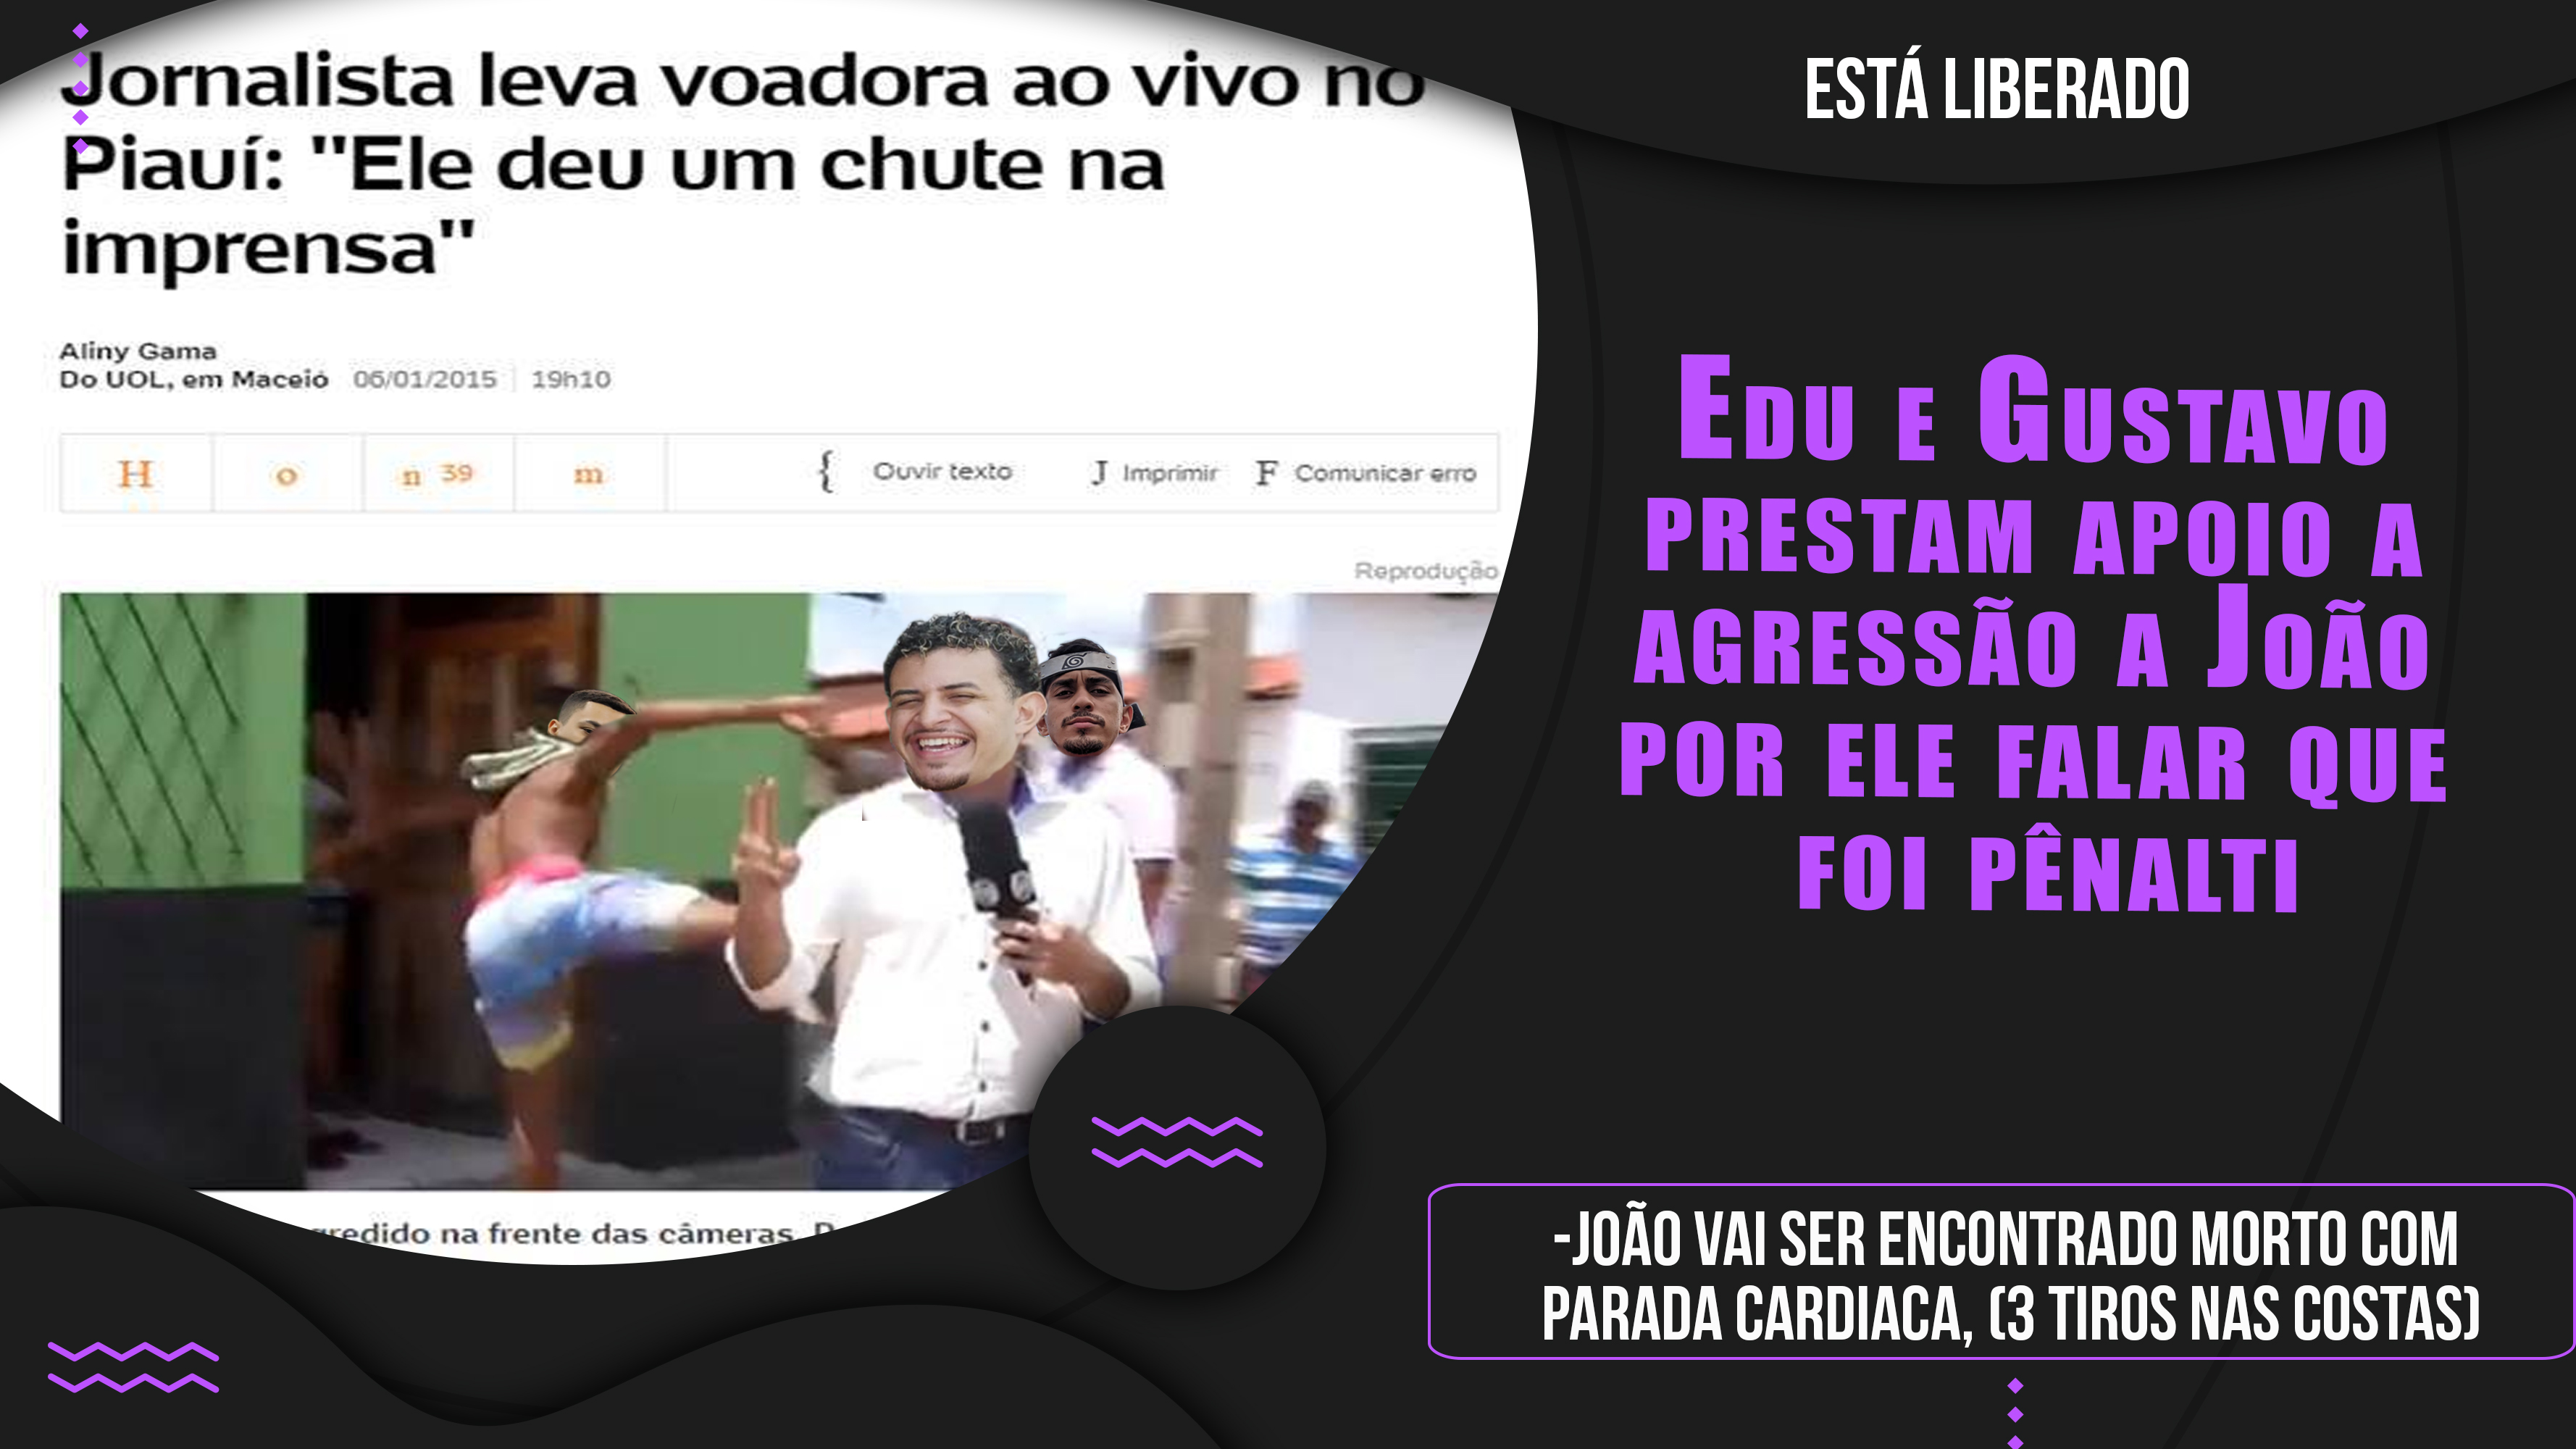 Jornalista leva voadora ao vivo no
Piauí: "Ele deu um chute na
imprensa"
Aliny Gama
Do UOL, em Maceió 06/01/2015 19h10
H o n 39 m { Ouvir texto J Imprimir F Comunicar erro
Reprodução
na frente das câmeras.
ESTÁ LIBERADO
EDU E GUSTAVO
PRESTAM APOIO A
AGRESSÃO A JOÃO
POR ELE FALAR QUE
FOI PÊNALTI
-JOÃO VAI SER ENCONTRADO MORTO COM
PARADA CARDIACA, (3 TIROS NAS COSTAS)